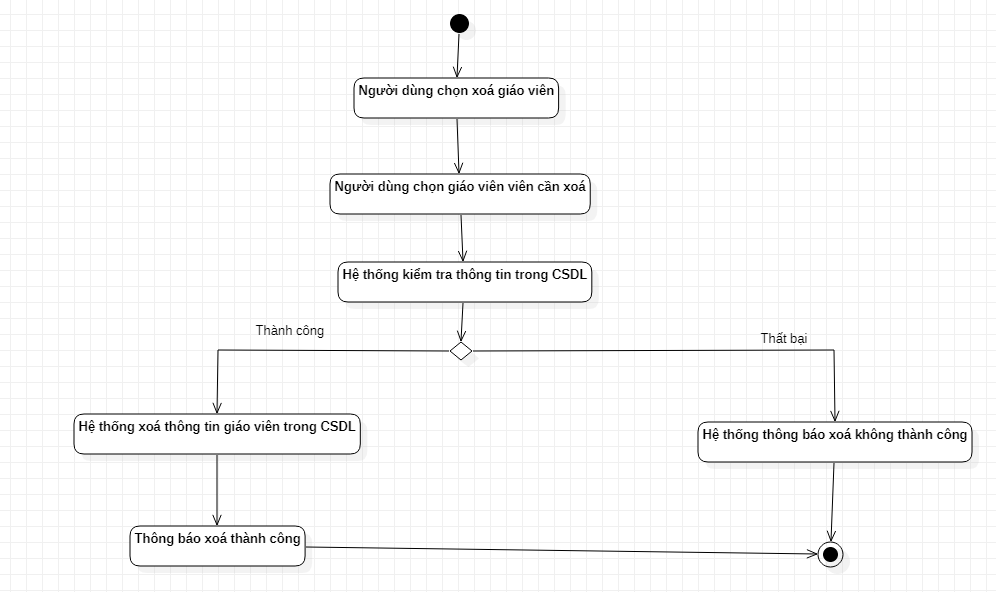 Người dùng chọn xoá giáo viên
Người dùng chọn giáo viên viên cần xoá
Hệ thống kiểm tra thông tin trong CSDL
Thành công
Thất bại
Hệ thống xoá thông tin giáo viên trong CSDL
Hệ thống thông báo xoá không thành công
Thông báo xoá thành công